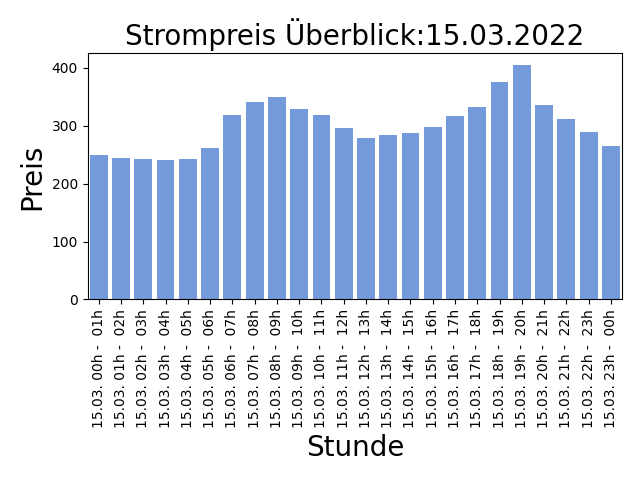 Strompreis Überblick:15.03.2022
Preis
400
300
200
100
0
15.03. 00h - 01h
15.03. 01h - 02h
15.03. 02h - 03h
15.03. 03h - 04h
15.03. 04h - 05h
15.03. 05h - 06h
15.03. 06h - 07h
15.03. 07h - 08h
15.03. 08h - 09h
15.03. 09h - 10h
15.03. 10h - 11h
15.03. 11h - 12h
15.03. 12h - 13h
15.03. 13h - 14h
15.03. 14h - 15h
15.03. 15h - 16h
15.03. 16h - 17h
15.03. 17h - 18h
15.03. 18h - 19h
15.03. 19h - 20h
15.03. 20h - 21h
15.03. 21h - 22h
15.03. 22h - 23h
15.03. 23h - 00h
Stunde